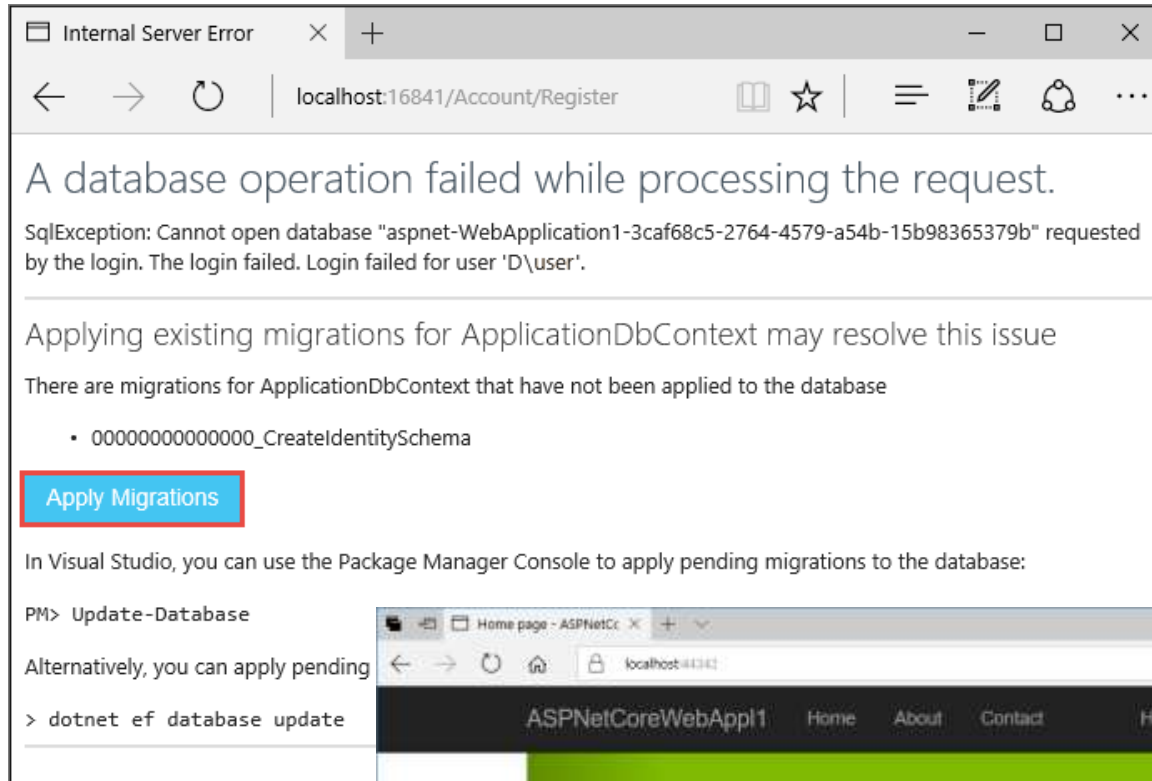 Internal Server Error
localhost:16841/Account/Register
A database operation failed while processing the request.
SqlException: Cannot open database "aspnet-WebApplication1-3caf68c5-2764-4579-a54b-15b98365379b" requested
by the login. The login failed. Login failed for user 'D\user'.
Applying existing migrations for ApplicationDbContext may resolve this issue
There are migrations for ApplicationDbContext that have not been applied to the database
• 00000000000000_CreateIdentitySchema
Apply Migrations
In Visual Studio, you can use the Package Manager Console to apply pending migrations to the database:
PM> Update-Database
Alternatively, you can apply pending
> dotnet ef database update
Home page - ASPNetCc
localhost:44342
ASPNetCoreWebAppl1 Home About Contact H